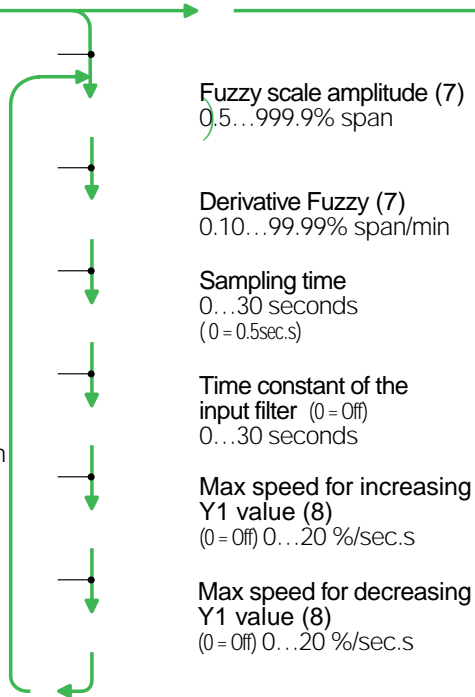 Fuzzy scale amplitude (7)
0.5...999.9% span
Derivative Fuzzy (7)
0.10...99.99% span/min
Sampling time
0...30 seconds
( 0 = 0.5sec.s)
Time constant of the
input filter (0 = Off)
0...30 seconds
n
Max speed for increasing
Y1 value (8)
(0 = Off) 0...20 %/sec.s
Max speed for decreasing
Y1 value (8)
(0 = Off) 0...20 %/sec.s